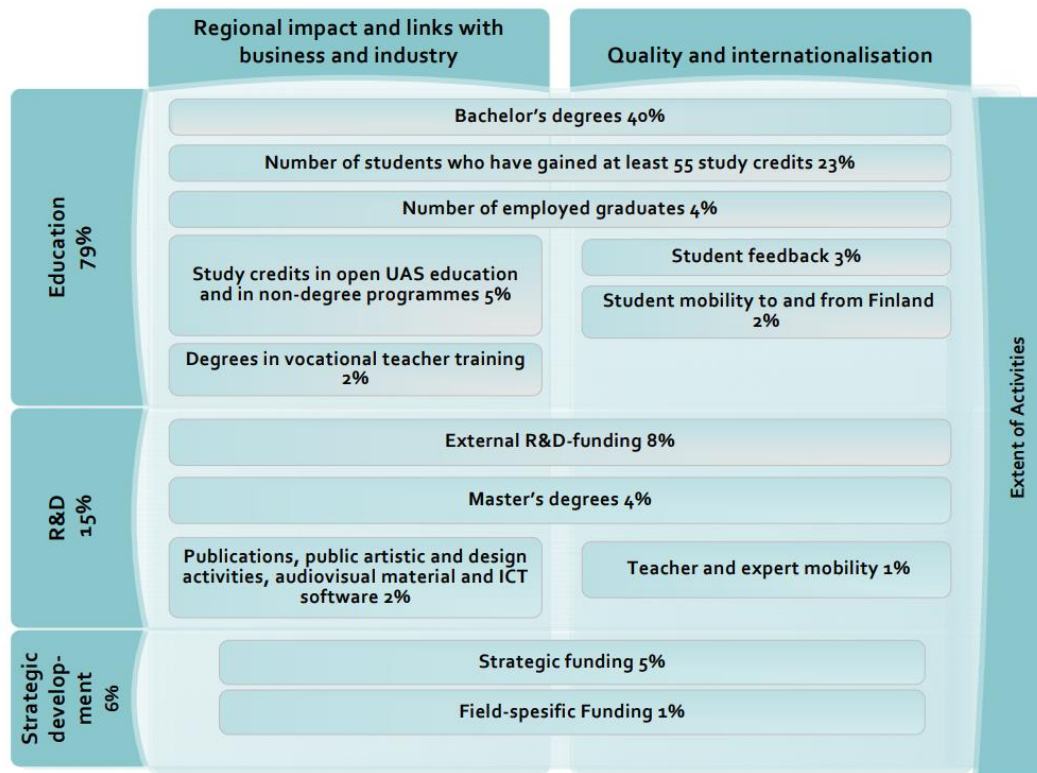 Regional impact and links with
business and industry
Quality and internationalisation
Education
79%
Bachelor's degrees 40%
Number of students who have gained at least 55 study credits 23%
Number of employed graduates 4%
Study credits in open UAS education
and in non-degree programmes 5%
Student feedback 3%
Student mobility to and from Finland
2%
Degrees in vocational teacher training
2%
R&D
15%
External R&D-funding 8%
Master's degrees 4%
Publications, public artistic and design
activities, audiovisual material and ICT
software 2%
Teacher and expert mobility 1%
Strategic
develop-
ment
6%
Strategic funding 5%
Field-spesific Funding 1%
Extent of Activities